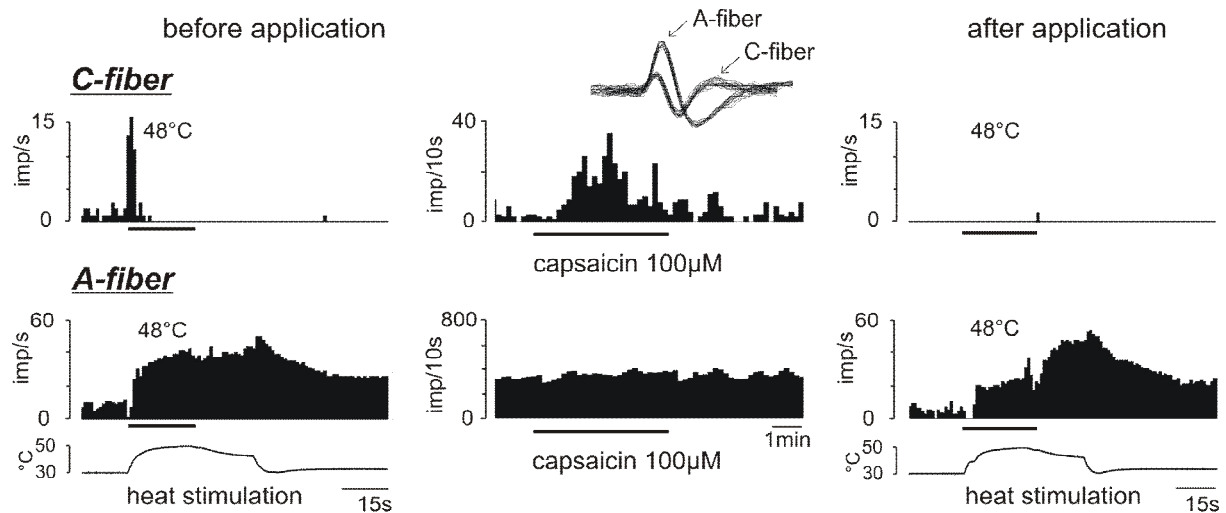 before application
A-fiber
C-fiber
after application
C-fiber
15
imp/s
0
48°C
40
imp/10s
0
capsaicin 100µM
15
imp/s
0
48°C
A-fiber
60
imp/s
0
48°C
800
imp/10s
0
1min
capsaicin 100µM
60
imp/s
0
48°C
50
°C
30
heat stimulation
15s
50
°C
30
heat stimulation
15s